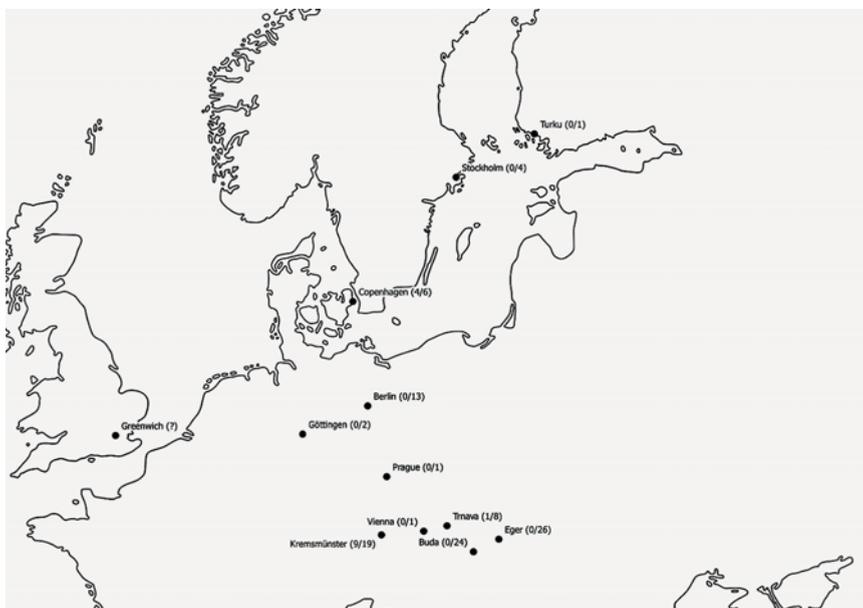 Turku (0/1)
Stockholm (0/4)
Copenhagen (4/6)
Berlin (0/13)
Greenwich (?)
Göttingen (0/2)
Prague (0/1)
Vienna (0/1)
Trnava (1/8)
Kremsmünster (9/19)
Buda (0/24)
Eger (0/26)